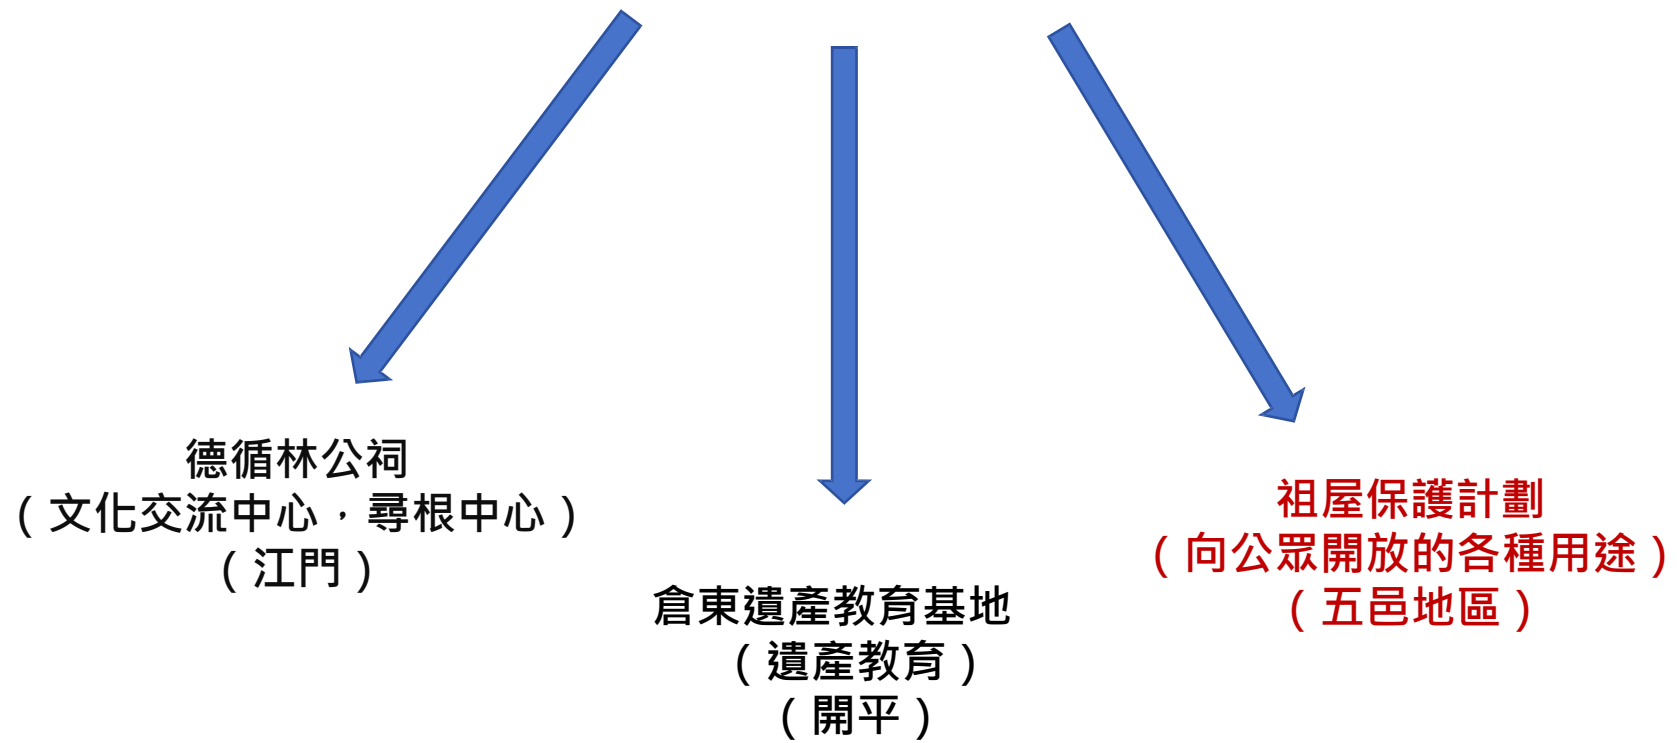 德循林公祠
（文化交流中心，尋根中心）
（江門）
倉東遺產教育基地
（遺產教育）
（開平）
祖屋保護計劃
（向公眾開放的各種用途）
（五邑地區）